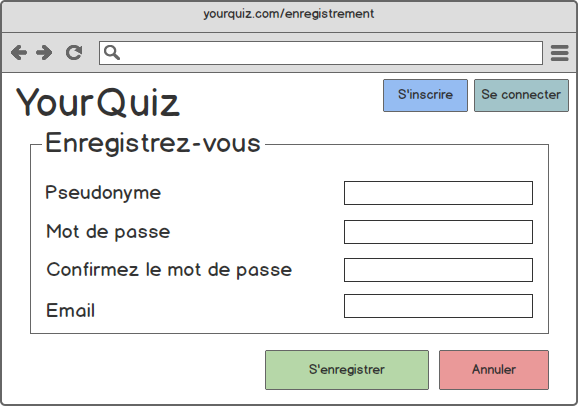 yourquiz.com/enregistrement
YourQuiz
S'inscrire
Se connecter
Enregistrez-vous
Pseudonyme
Mot de passe
Confirmez le mot de passe
Email
S'enregistrer
Annuler